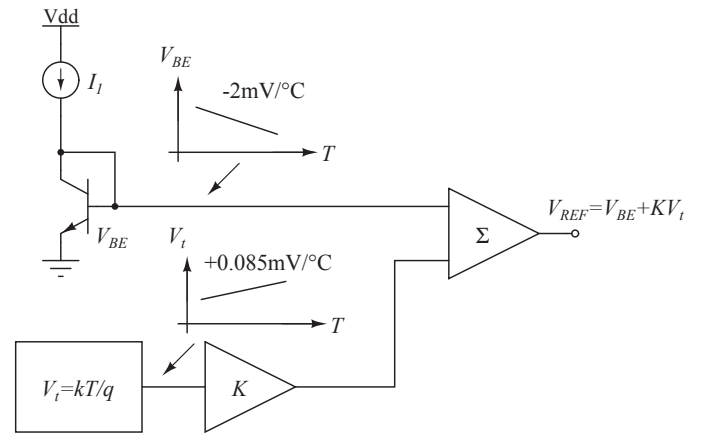 Vdd
I1
VBE
-2mV/°C
T
VBE
Vt
+0.085mV/°C
T
Σ
VREF=VBE+KVt
Vt=kT/q
K